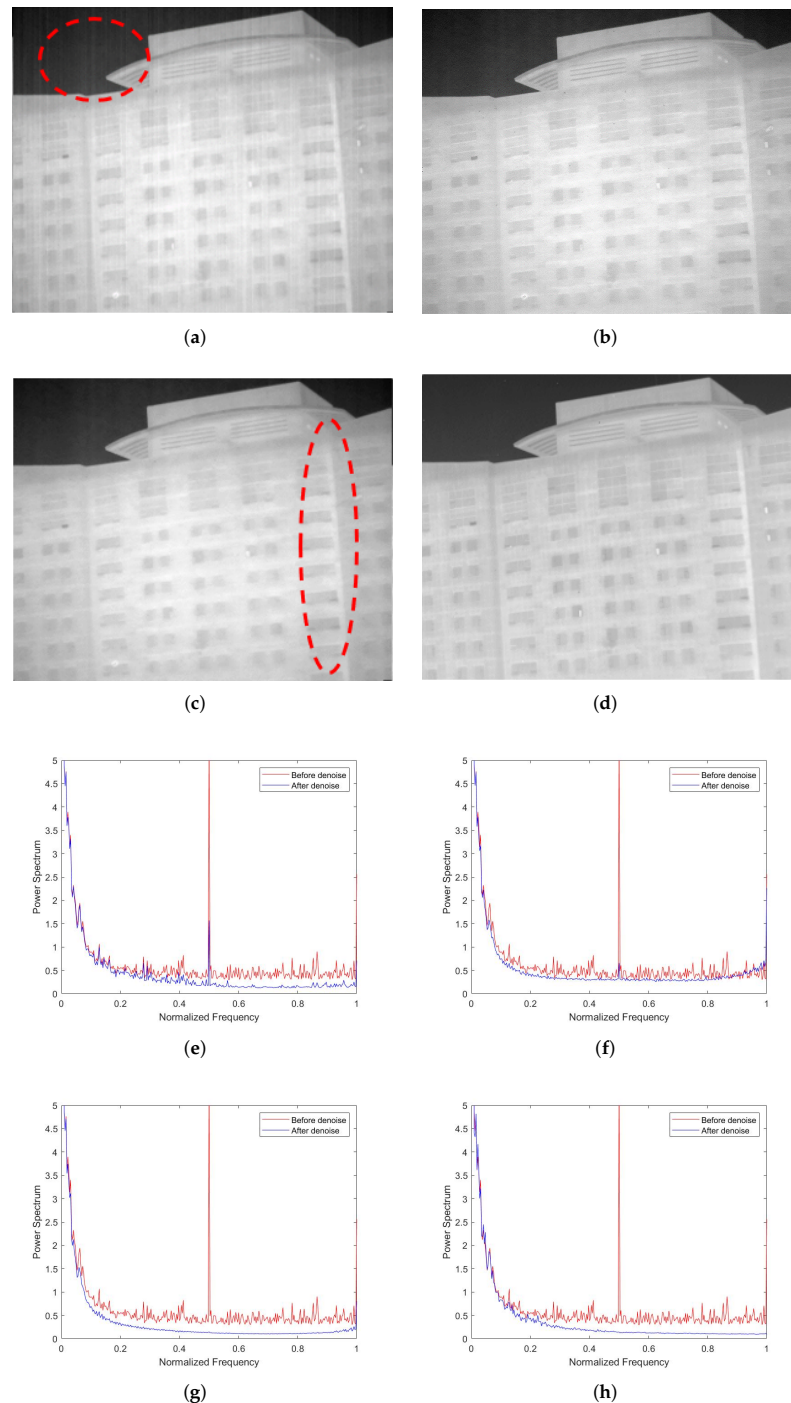 (a)
(b)
(c)
(d)
5
4.5
4
3.5
3
2.5
2
1.5
1
0.5
0
Power Spectrum
0
0.2
0.4
0.6
0.8
1
Normalized Frequency
Before denoise
After denoise
(e)
5
4.5
4
3.5
3
2.5
2
1.5
1
0.5
0
Power Spectrum
0
0.2
0.4
0.6
0.8
1
Normalized Frequency
Before denoise
After denoise
(f)
5
4.5
4
3.5
3
2.5
2
1.5
1
0.5
0
Power Spectrum
0
0.2
0.4
0.6
0.8
1
Normalized Frequency
Before denoise
After denoise
(g)
5
4.5
4
3.5
3
2.5
2
1.5
1
0.5
0
Power Spectrum
0
0.2
0.4
0.6
0.8
1
Normalized Frequency
Before denoise
After denoise
(h)